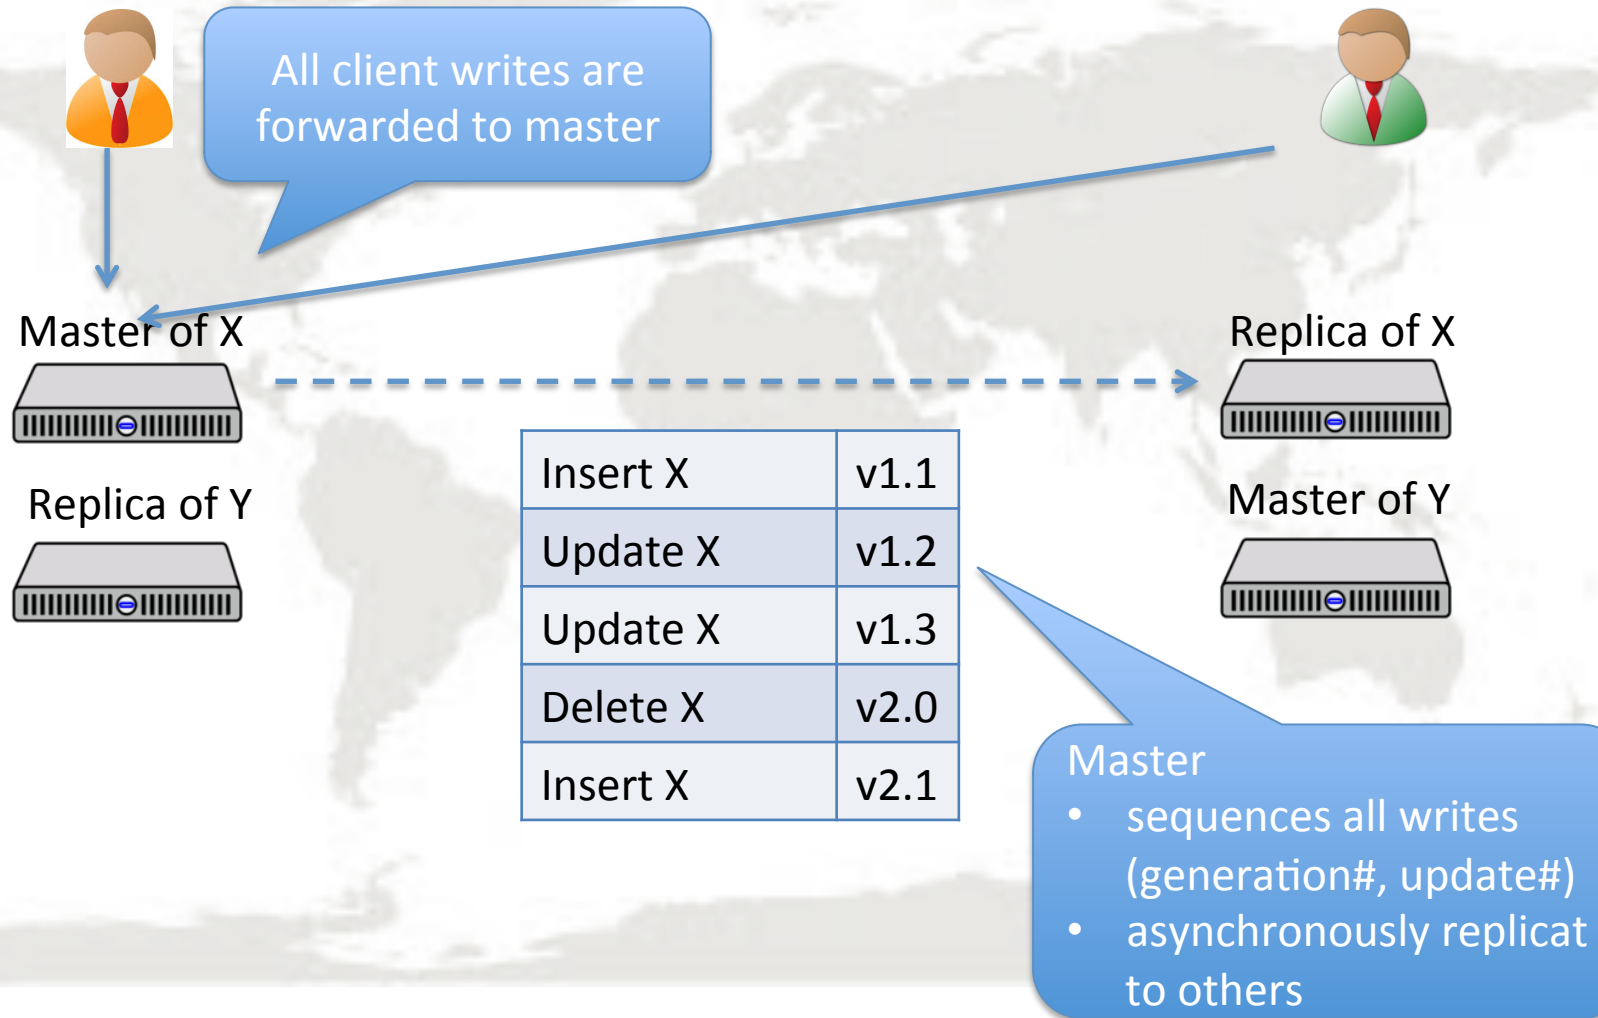 All client writes are
forwarded to master
Master of X
Replica of X
Replica of Y
Master of Y
Insert X v1.1
Update X v1.2
Update X v1.3
Delete X v2.0
Insert X v2.1
Master
• sequences all writes
(generation#, update#)
• asynchronously replicat
to others